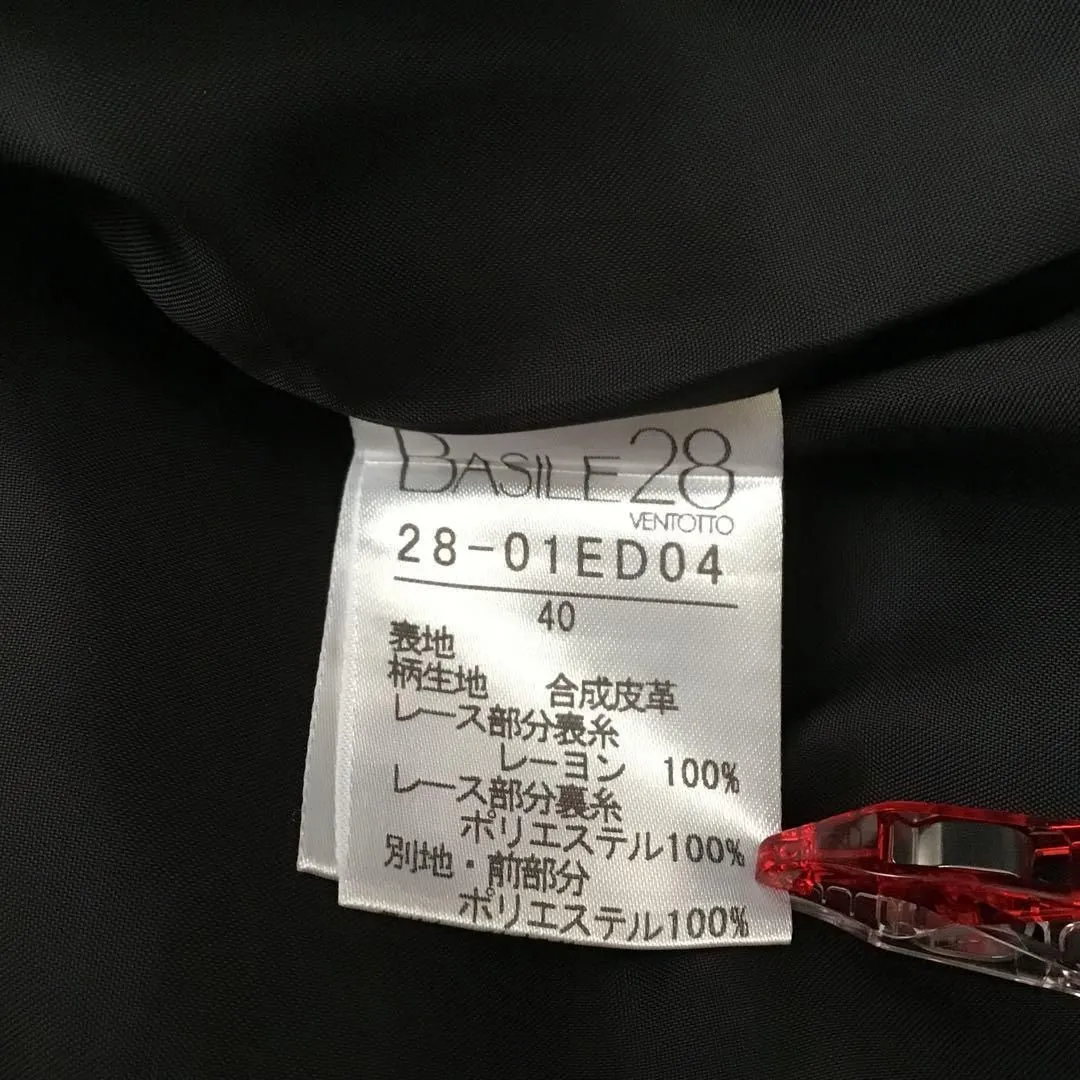 BASILE28
VENTOTTO
28-01ED04
40
表地
柄生地 合成皮革
レース部分表糸
レーヨン 100%
レース部分裏糸
ポリエステル100%
別地・前部分
ポリエステル100%